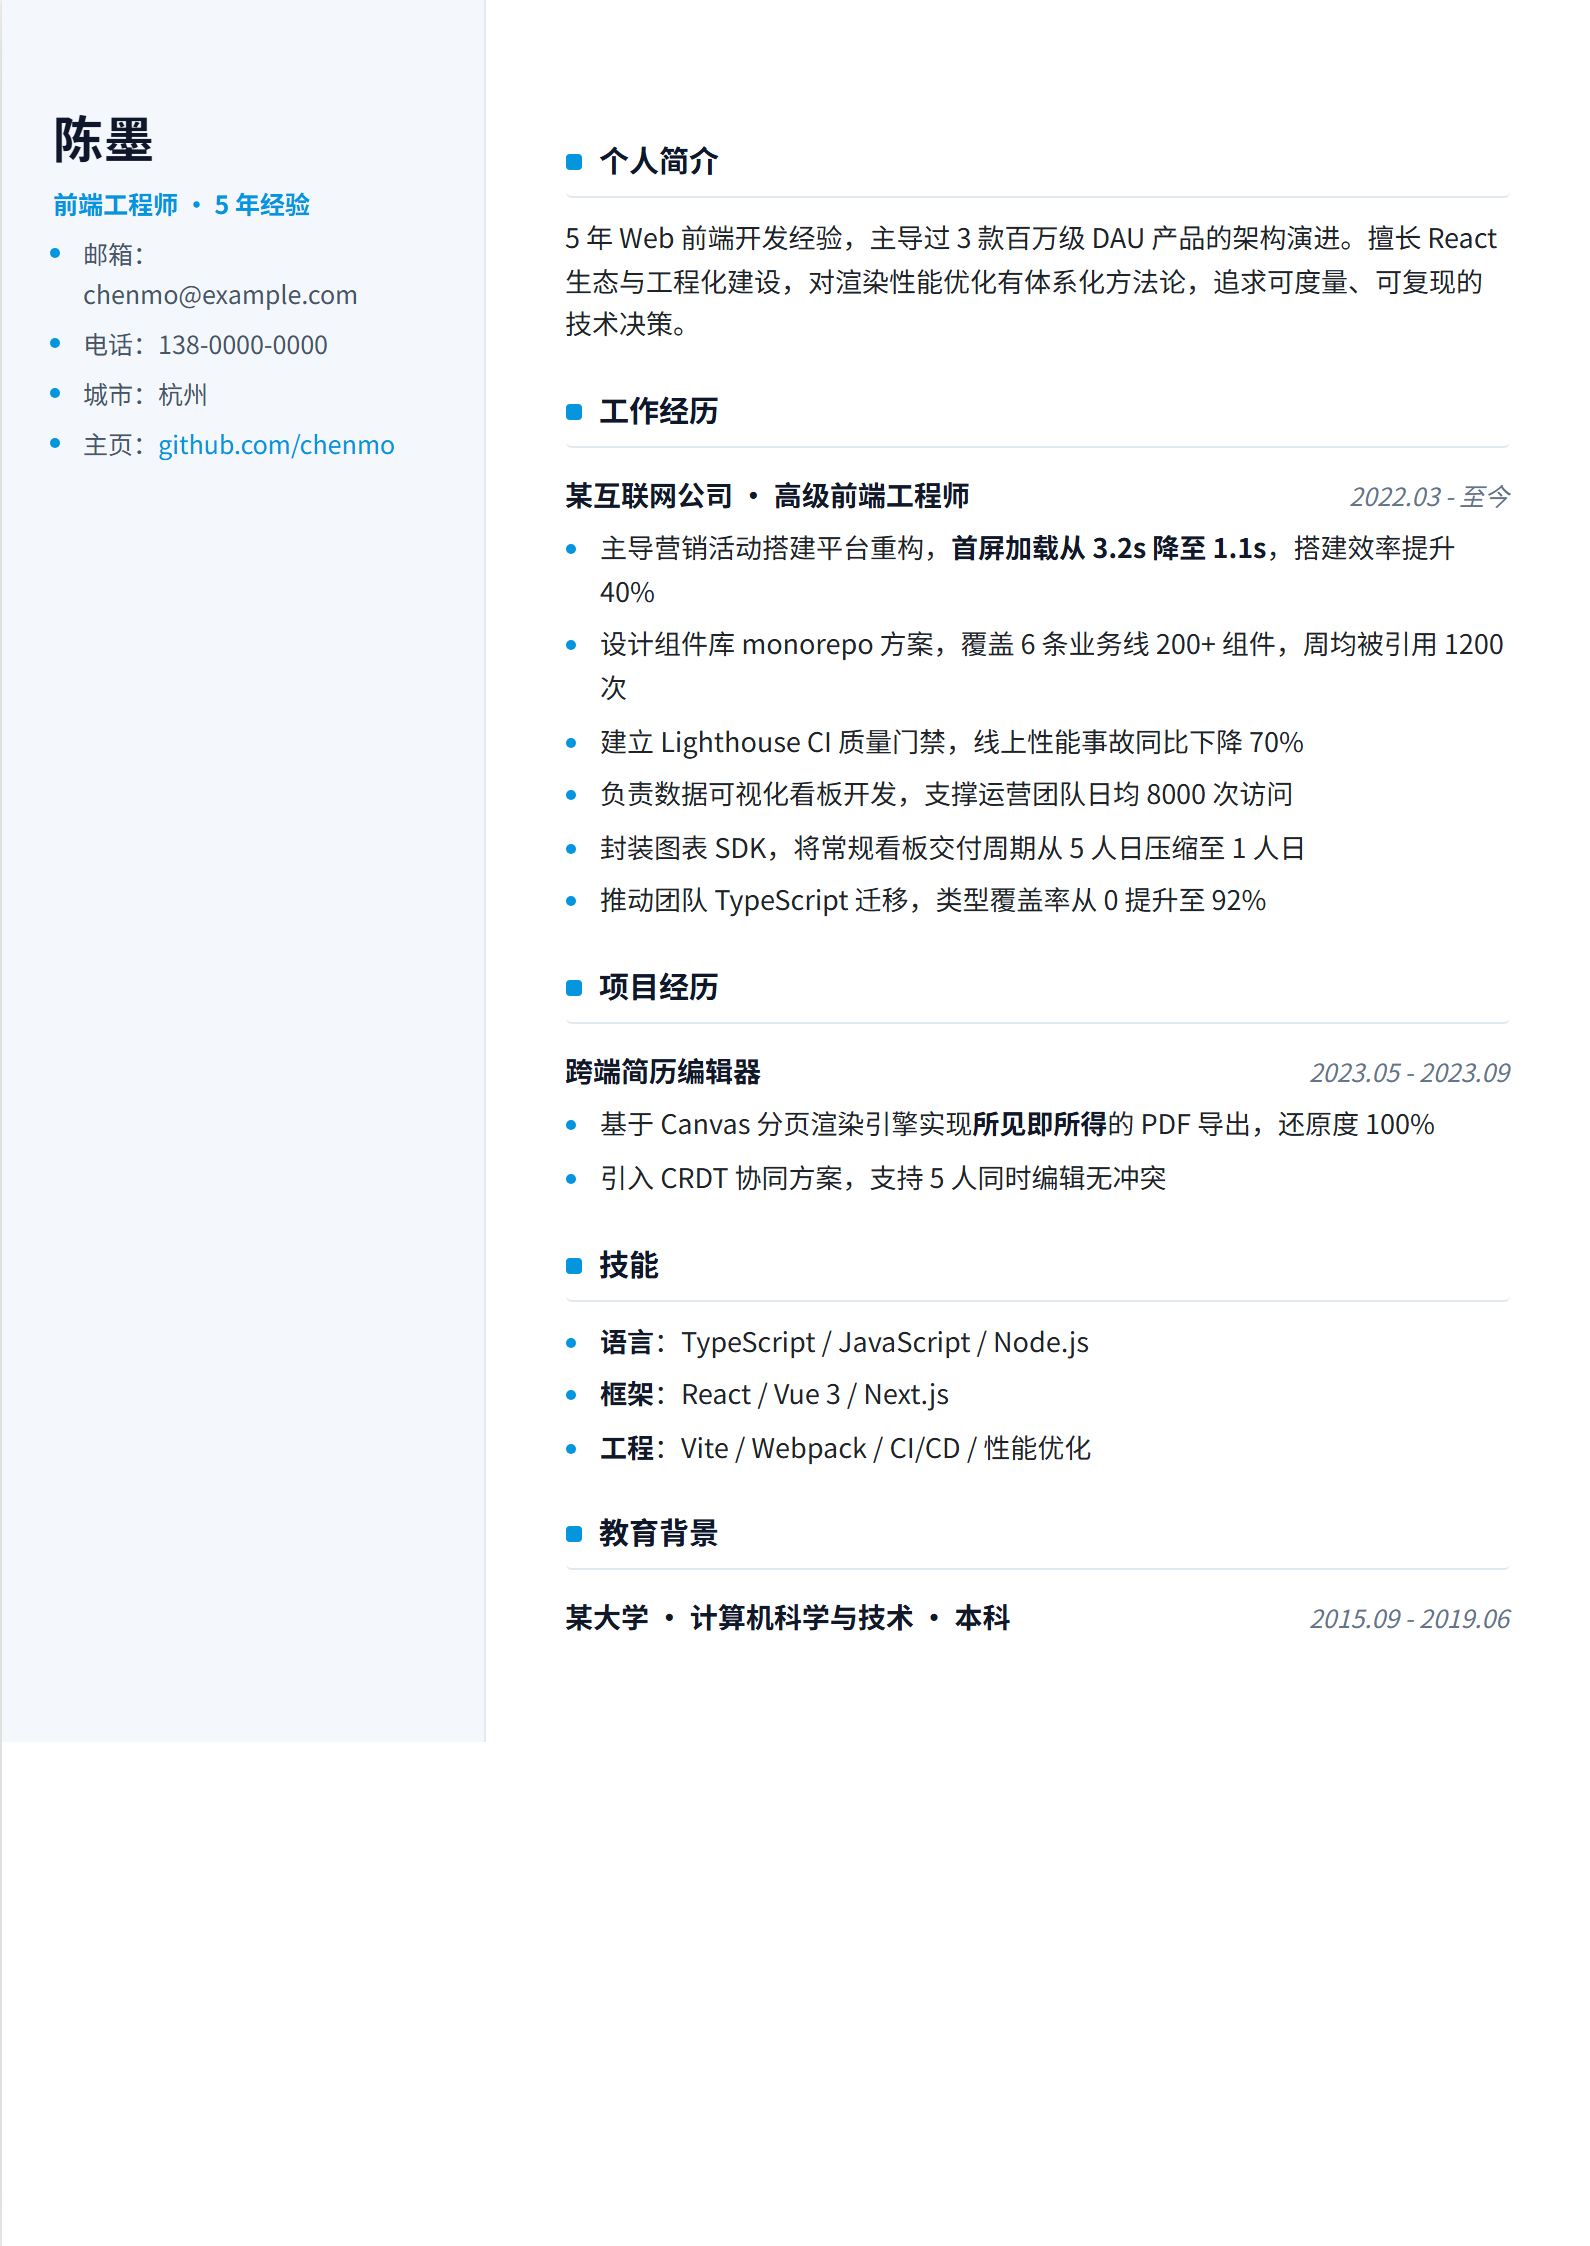 陈墨
前端工程师 · 5 年经验
邮箱：
chenmo@example.com
电话：138-0000-0000
城市：杭州
主页：github.com/chenmo
个人简介
5 年 Web 前端开发经验，主导过 3 款百万级 DAU 产品的架构演进。擅长 React
生态与工程化建设，对渲染性能优化有体系化方法论，追求可度量、可复现的
技术决策。
工作经历
某互联网公司 · 高级前端工程师 2022.03 - 至今
主导营销活动搭建平台重构，首屏加载从 3.2s 降至 1.1s，搭建效率提升
40%
设计组件库 monorepo 方案，覆盖 6 条业务线 200+ 组件，周均被引用 1200
次
建立 Lighthouse CI 质量门禁，线上性能事故同比下降 70%
负责数据可视化看板开发，支撑运营团队日均 8000 次访问
封装图表 SDK，将常规看板交付周期从 5 人日压缩至 1 人日
推动团队 TypeScript 迁移，类型覆盖率从 0 提升至 92%
项目经历
跨端简历编辑器 2023.05 - 2023.09
基于 Canvas 分页渲染引擎实现所见即所得的 PDF 导出，还原度 100%
引入 CRDT 协同方案，支持 5 人同时编辑无冲突
技能
语言：TypeScript / JavaScript / Node.js
框架：React / Vue 3 / Next.js
工程：Vite / Webpack / CI/CD / 性能优化
教育背景
某大学 · 计算机科学与技术 · 本科 2015.09 - 2019.06